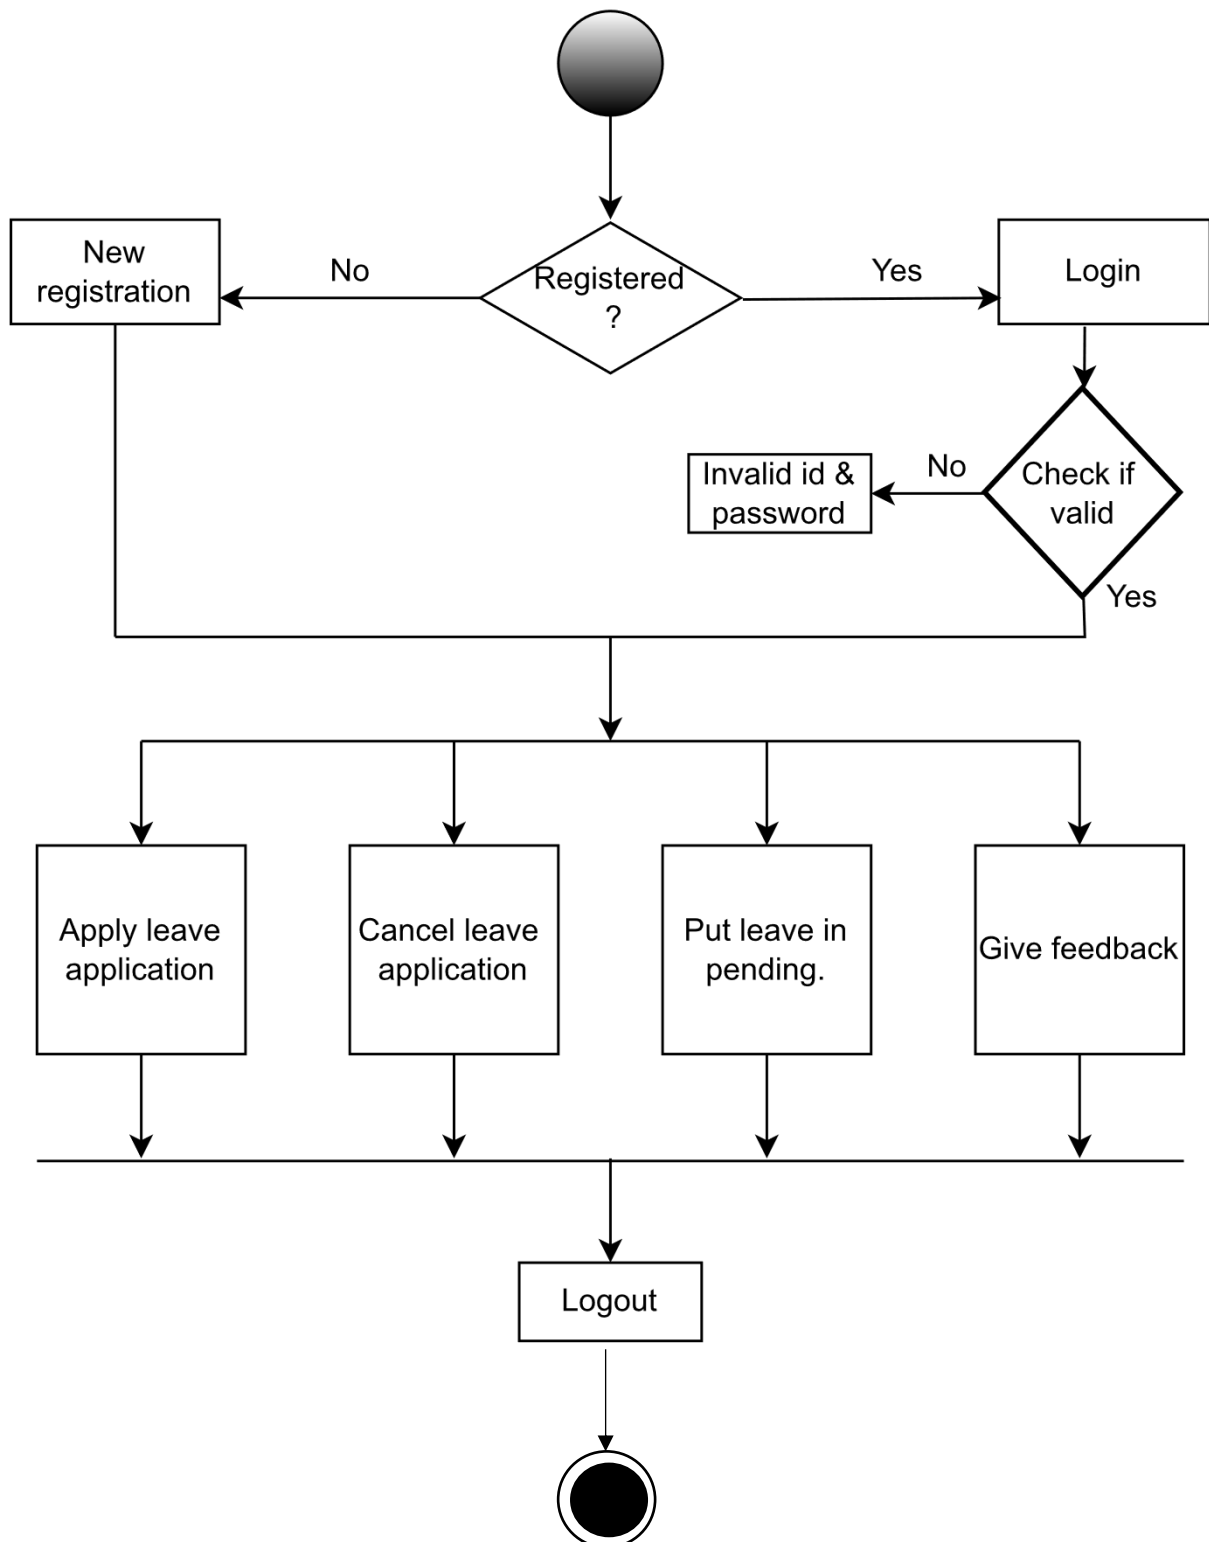 New
registration
No
Registered
?
Yes
Login
Invalid id &
password
No
Check if
valid
Yes
Apply leave
application
Cancel leave
application
Put leave in
pending.
Give feedback
Logout